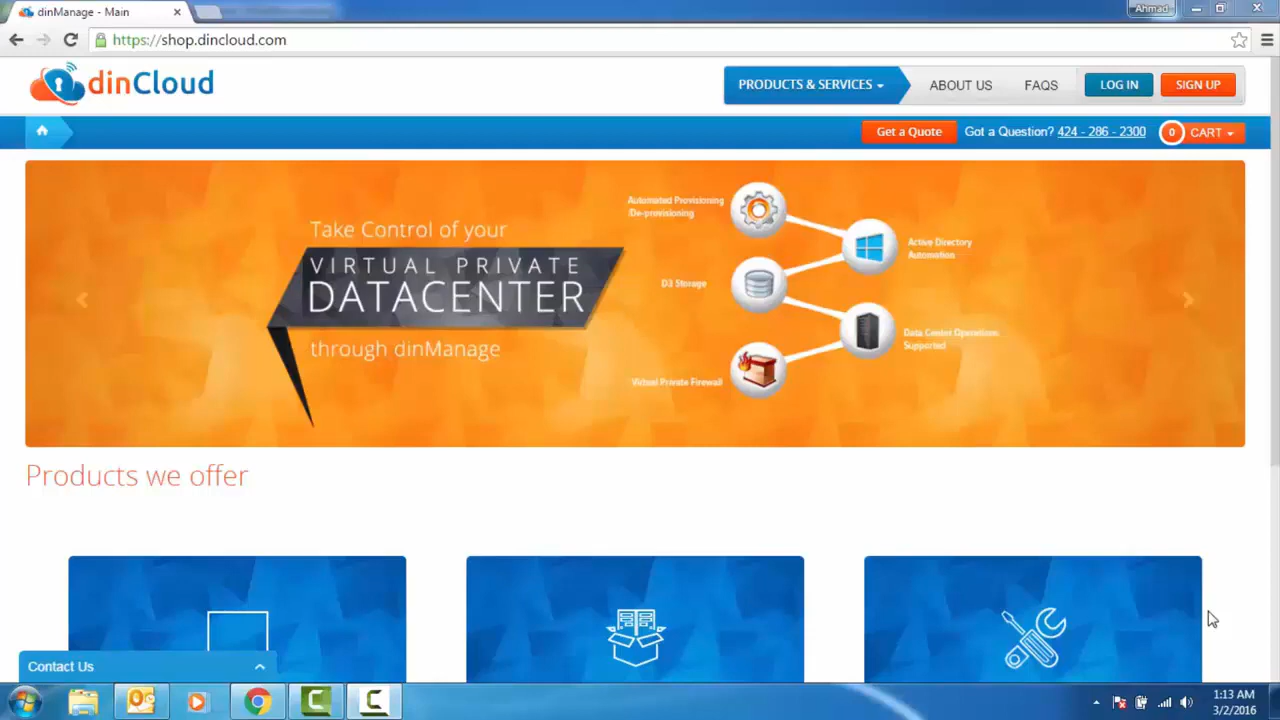 dinManage - Main
Ahmad
https://shop.dincloud.com
dinCloud
PRODUCTS & SERVICES
ABOUT US
FAQS
LOG IN
SIGN UP
Get a Quote
Got a Question? 424 - 286 - 2300
0
CART
Take Control of your
VIRTUAL PRIVATE
DATACENTER
through dinManage
Automated Provisioning
/De-provisioning
Active Directory
Automation
D3 Storage
Data Center Operations
Supported
Virtual Private Firewall
Products we offer
Contact Us
1:13 AM
3/2/2016